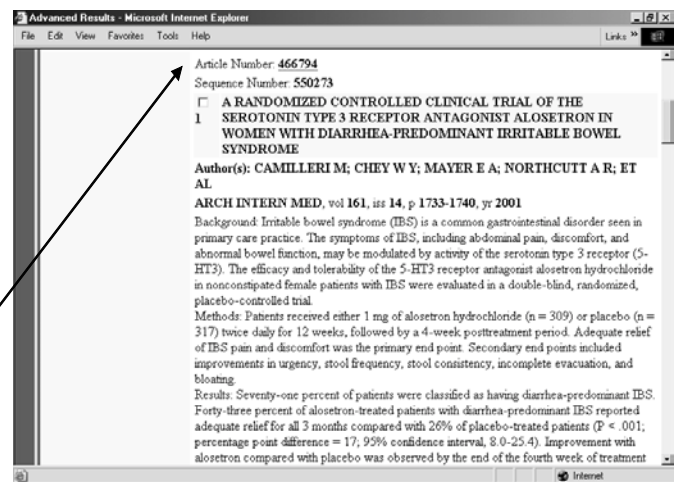 Advanced Results - Microsoft Internet Explorer
File Edit View Favorites Tools Help
Links »
Article Number: 466794
Sequence Number: 550273
A RANDOMIZED CONTROLLED CLINICAL TRIAL OF THE
1 SEROTONIN TYPE 3 RECEPTOR ANTAGONIST ALOSETRON IN
WOMEN WITH DIARRHEA-PREDOMINANT IRRITABLE BOWEL
SYNDROME
Author(s): CAMILLERI M; CHEY W Y; MAYER E A; NORTHCUTT A R; ET
AL
ARCH INTERN MED, vol 161, iss 14, p 1733-1740, yr 2001
Background: Irritable bowel syndrome (IBS) is a common gastrointestinal disorder seen in
primary care practice. The symptoms of IBS, including abdominal pain, discomfort, and
abnormal bowel function, may be modulated by activity of the serotonin type 3 receptor (5-
HT3). The efficacy and tolerability of the 5-HT3 receptor antagonist alosetron hydrochloride
in nonconstipated female patients with IBS were evaluated in a double-blind, randomized,
placebo-controlled trial.
Methods: Patients received either 1 mg of alosetron hydrochloride (n = 309) or placebo (n =
317) twice daily for 12 weeks, followed by a 4-week posttreatment period. Adequate relief
of IBS pain and discomfort was the primary end point. Secondary end points included
improvements in urgency, stool frequency, stool consistency, incomplete evacuation, and
bloating.
Results: Seventy-one percent of patients were classified as having diarrhea-predominant IBS.
Forty-three percent of alosetron-treated patients with diarrhea-predominant IBS reported
adequate relief for all 3 months compared with 26% of placebo-treated patients (P < .001;
percentage point difference = 17; 95% confidence interval, 8.0-25.4). Improvement with
alosetron compared with placebo was observed by the end of the fourth week of treatment
Internet